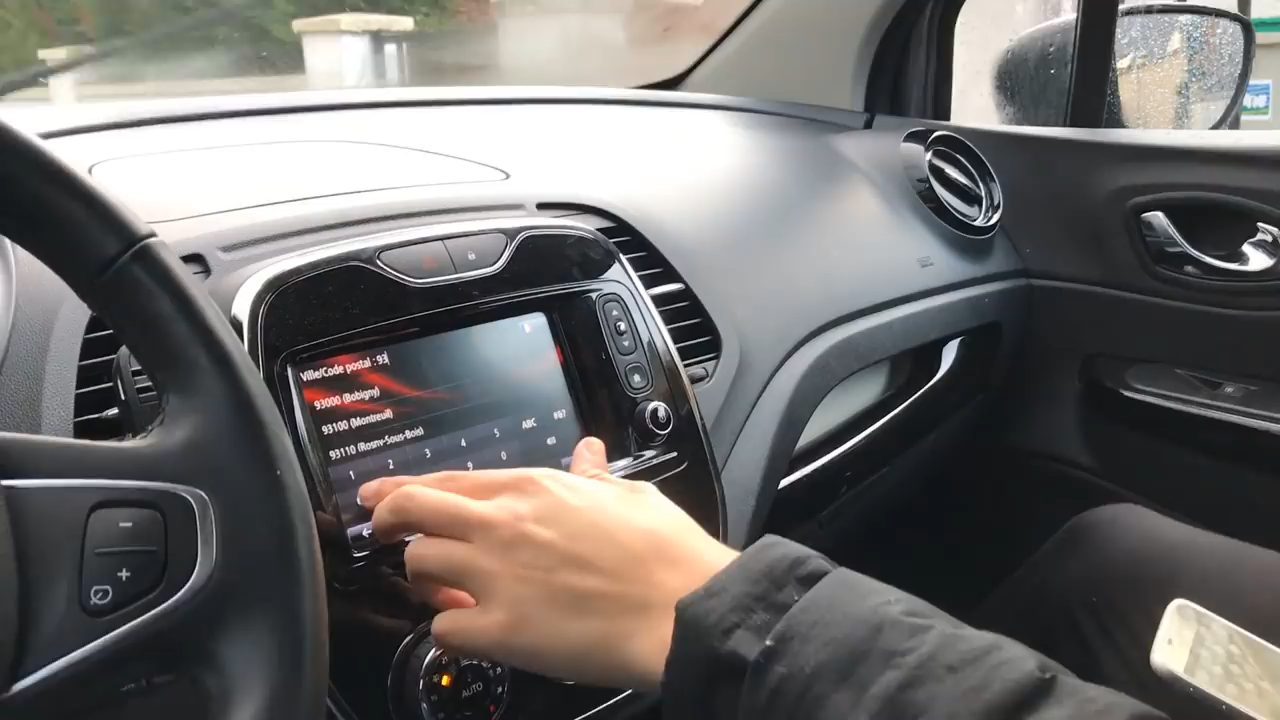 Ville/Code postal : 93
93000 (Bobigny)
93100 (Montreuil)
93110 (Rosny-Sous-Bois)
1 2 3 4 5 ABC #&?
9 0
AUTO